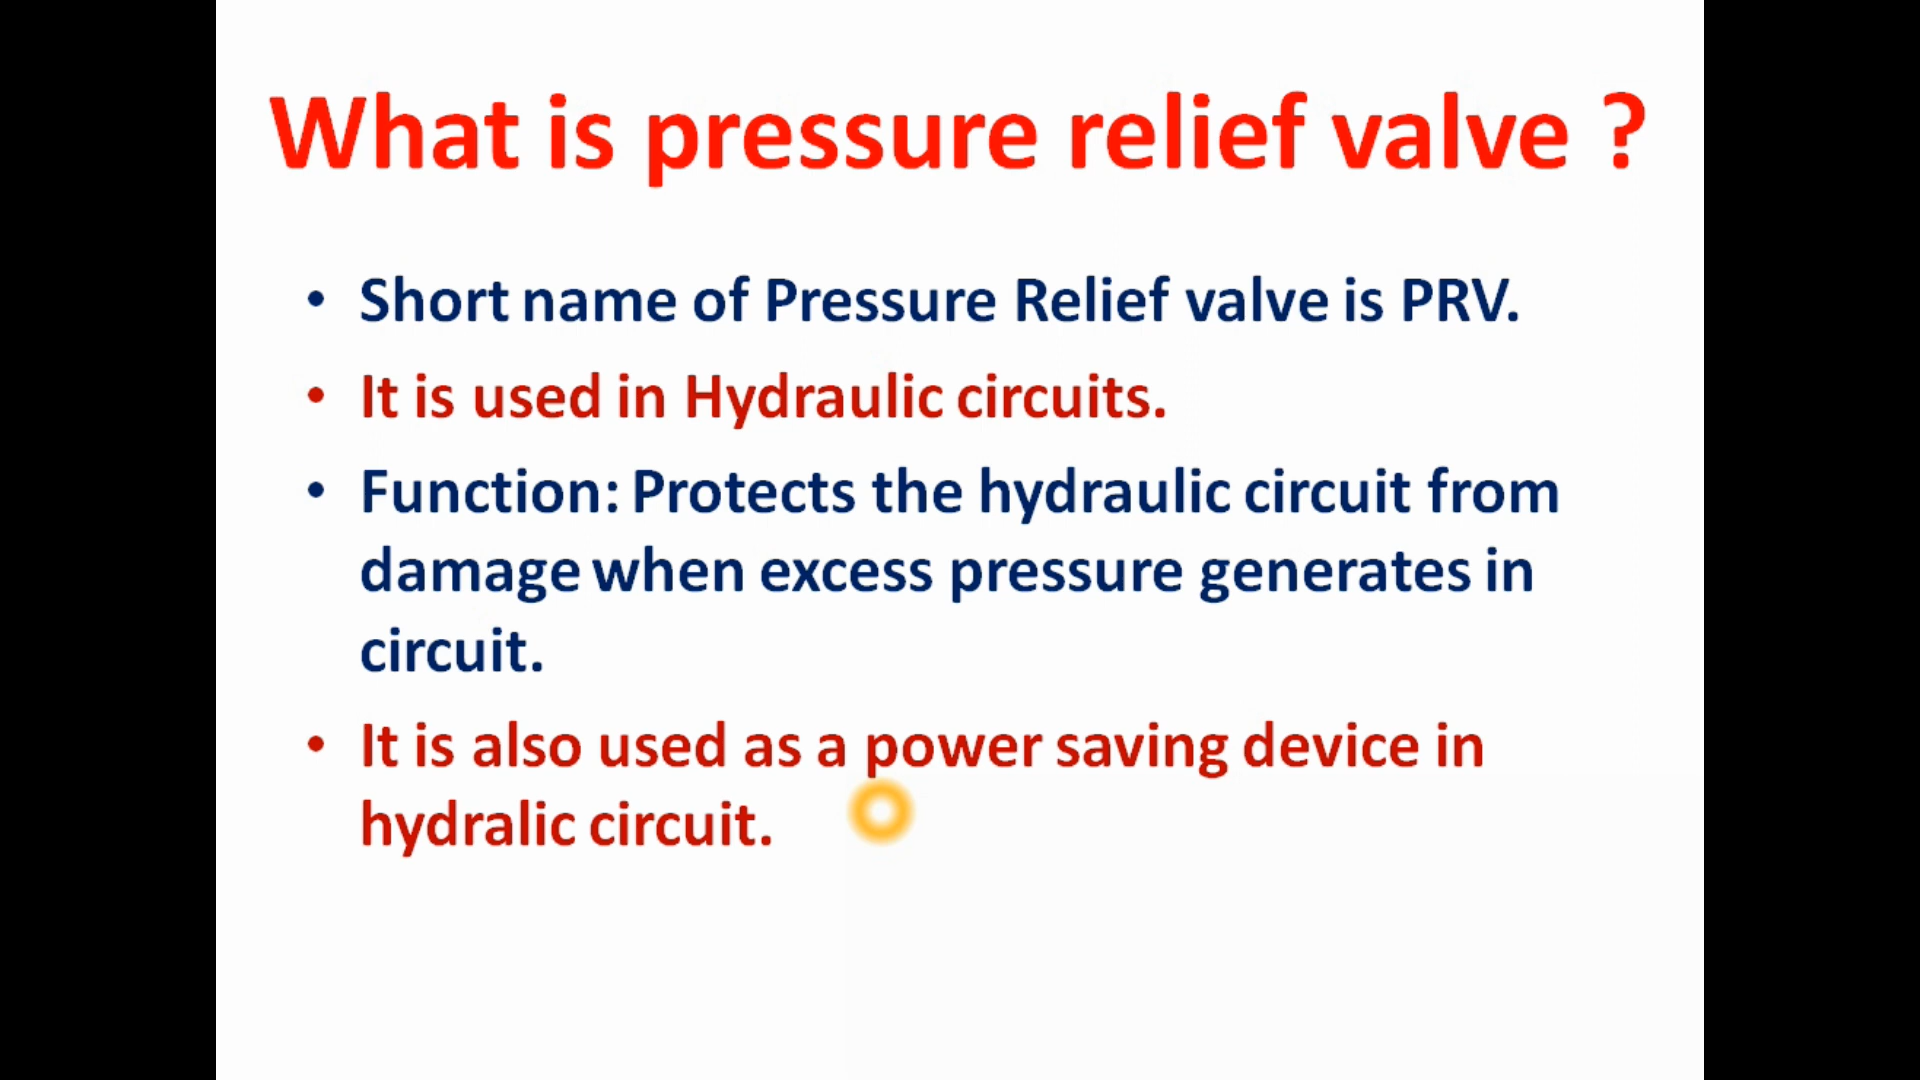 What is pressure relief valve ?
• Short name of Pressure Relief valve is PRV.
• It is used in Hydraulic circuits.
• Function: Protects the hydraulic circuit from
damage when excess pressure generates in
circuit.
• It is also used as a power saving device in
hydralic circuit.